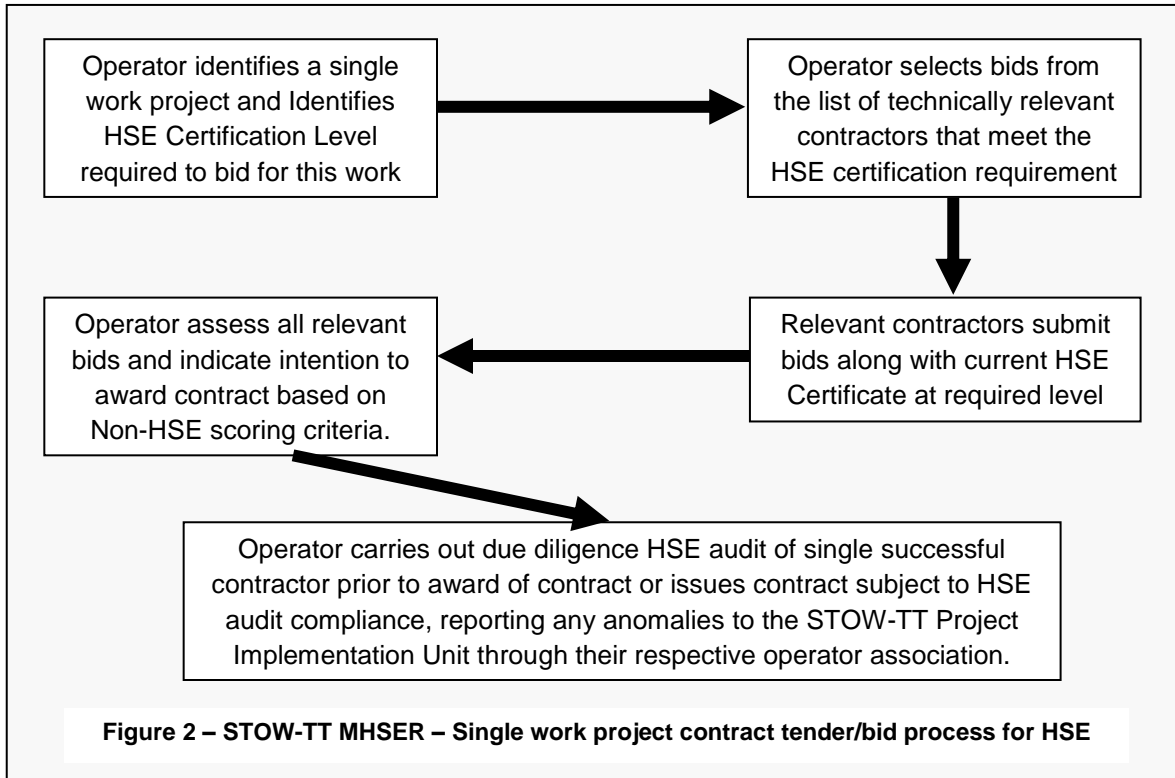 Operator identifies a single
work project and Identifies
HSE Certification Level
required to bid for this work
Operator selects bids from
the list of technically relevant
contractors that meet the
HSE certification requirement
Relevant contractors submit
bids along with current HSE
Certificate at required level
Operator assess all relevant
bids and indicate intention to
award contract based on
Non-HSE scoring criteria.
Operator carries out due diligence HSE audit of single successful
contractor prior to award of contract or issues contract subject to HSE
audit compliance, reporting any anomalies to the STOW-TT Project
Implementation Unit through their respective operator association.
Figure 2 – STOW-TT MHSER – Single work project contract tender/bid process for HSE